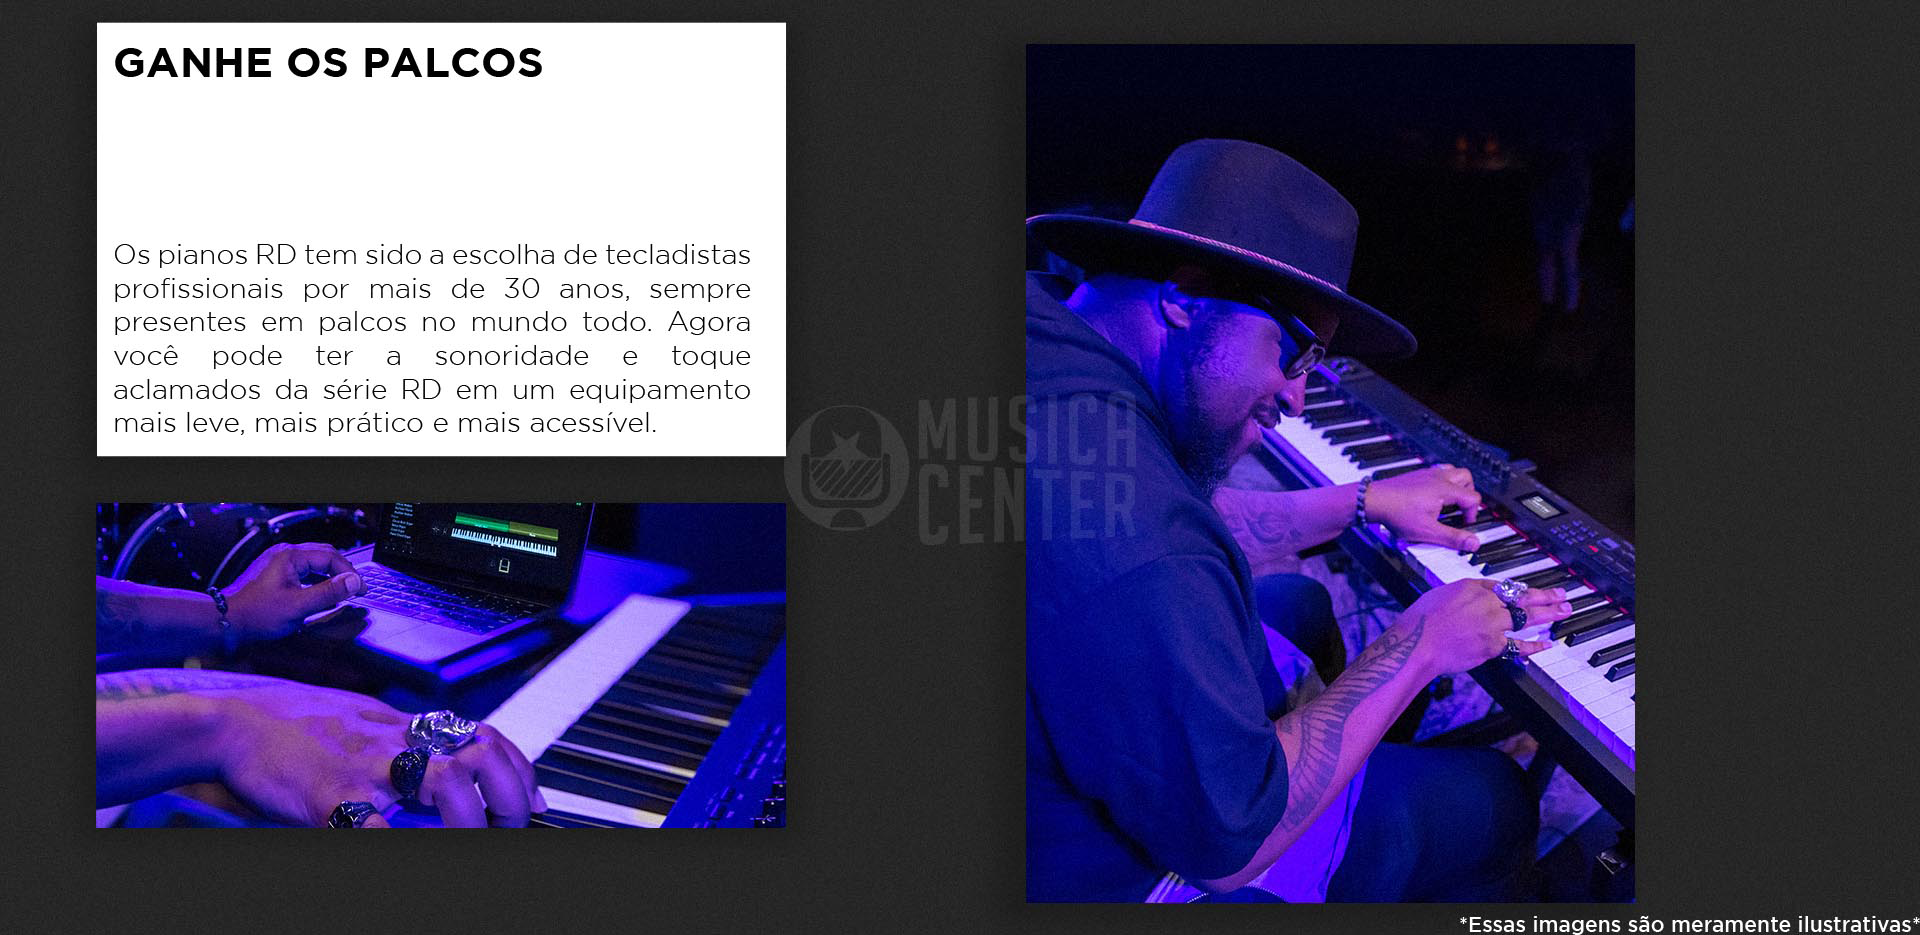 GANHE OS PALCOS
Os pianos RD tem sido a escolha de tecladistas
profissionais por mais de 30 anos, sempre
presentes em palcos no mundo todo. Agora
você pode ter a sonoridade e toque
aclamados da série RD em um equipamento
mais leve, mais prático e mais acessível.
MUSICA
CENTER
*Essas imagens são meramente ilustrativas*